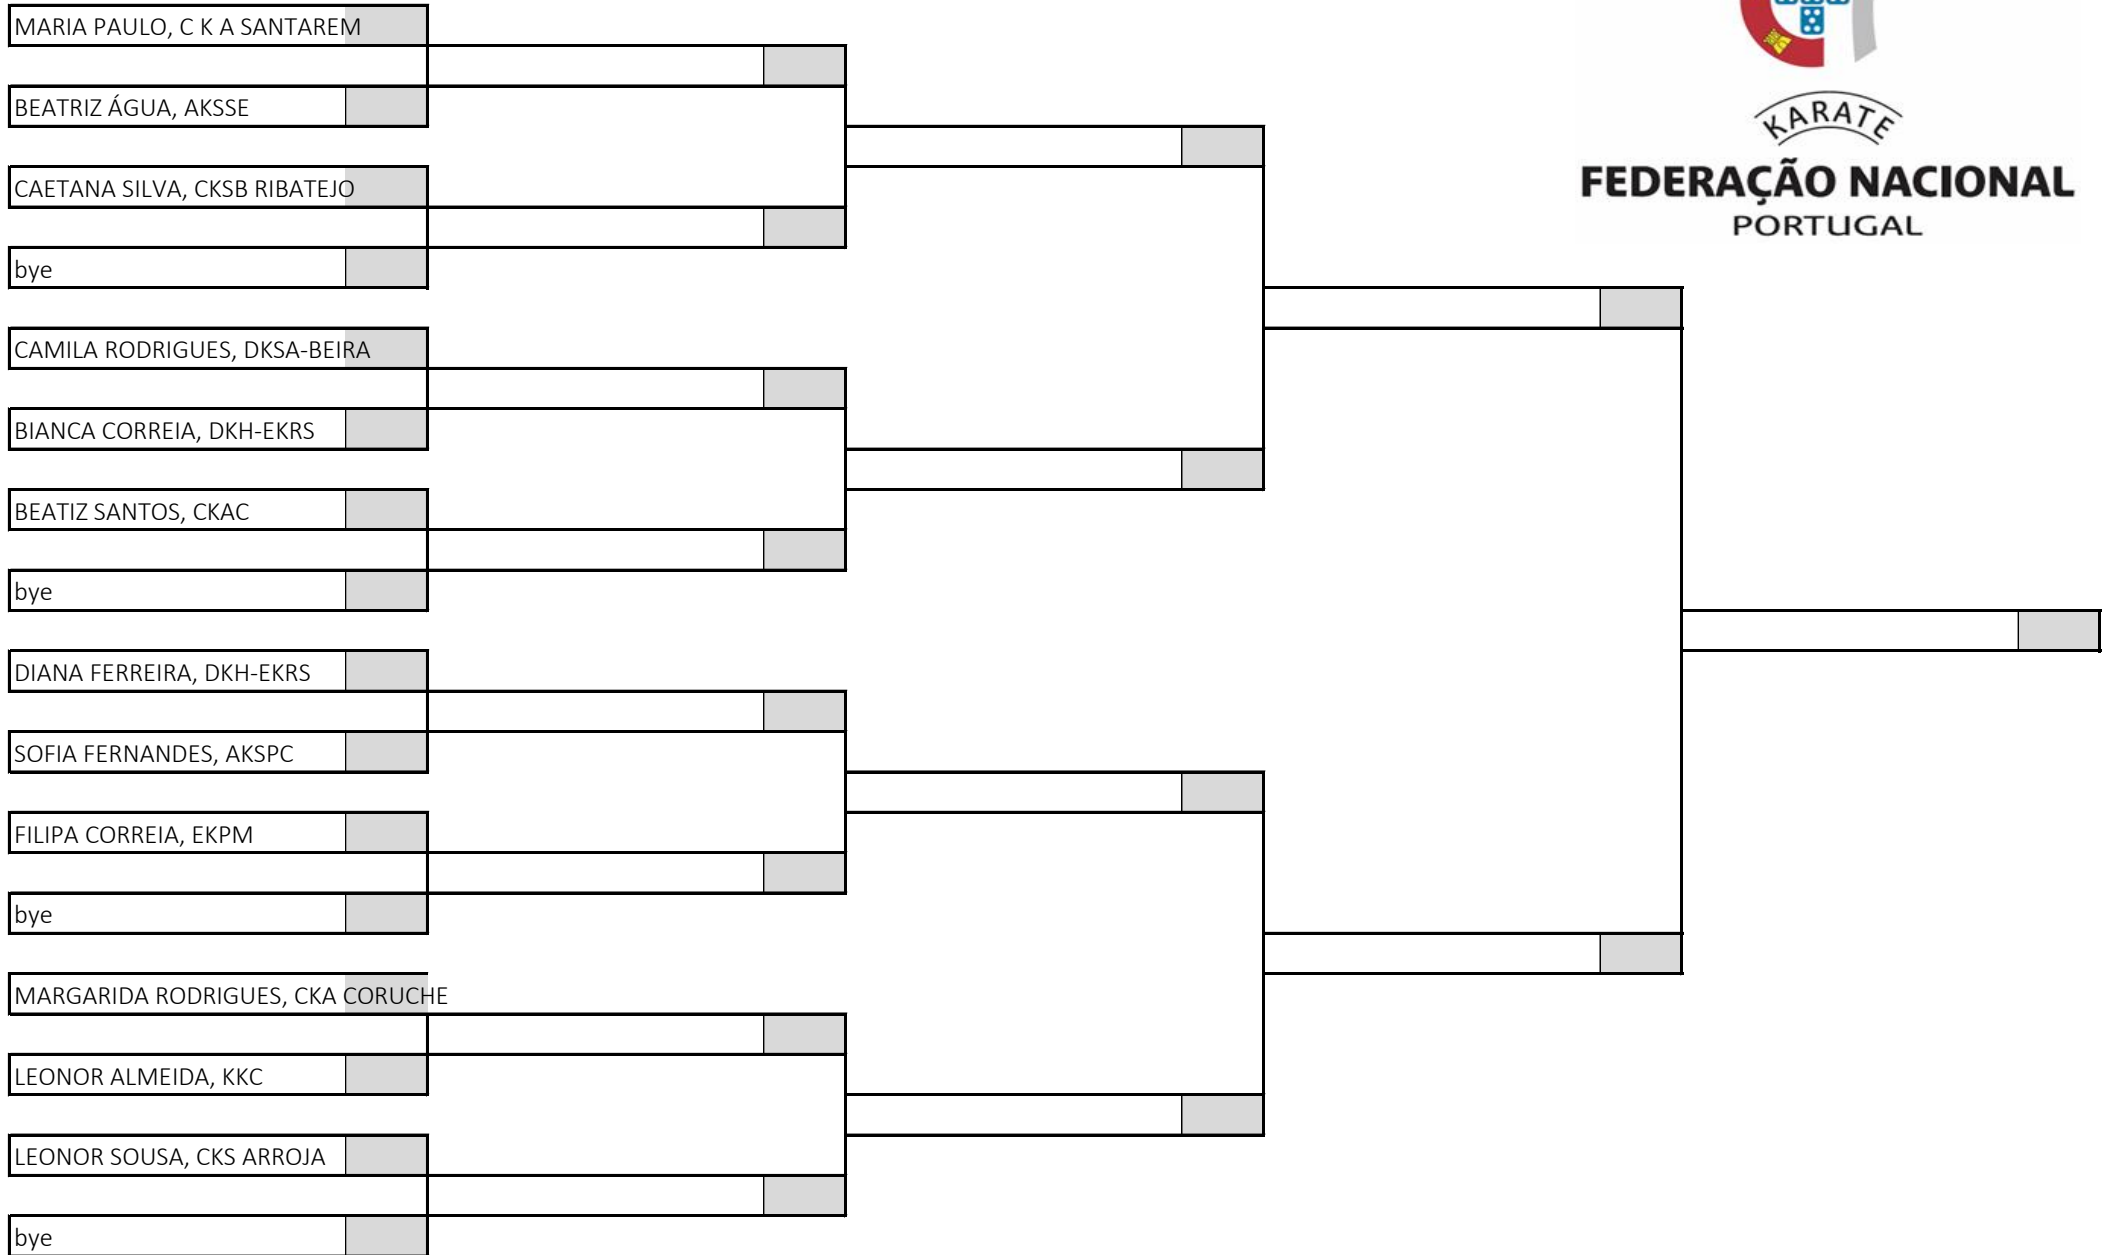 MARIA PAULO, C K A SANTAREM
BEATRIZ ÁGUA, AKSSE
CAETANA SILVA, CKSB RIBATEJO
bye
CAMILA RODRIGUES, DKSA-BEIRA
BIANCA CORREIA, DKH-EKRS
BEATIZ SANTOS, CKAC
bye
DIANA FERREIRA, DKH-EKRS
SOFIA FERNANDES, AKSPC
FILIPA CORREIA, EKPM
bye
MARGARIDA RODRIGUES, CKA CORUCHE
LEONOR ALMEIDA, KKC
LEONOR SOUSA, CKS ARROJA
bye
KARATE
FEDERAÇÃO NACIONAL
PORTUGAL